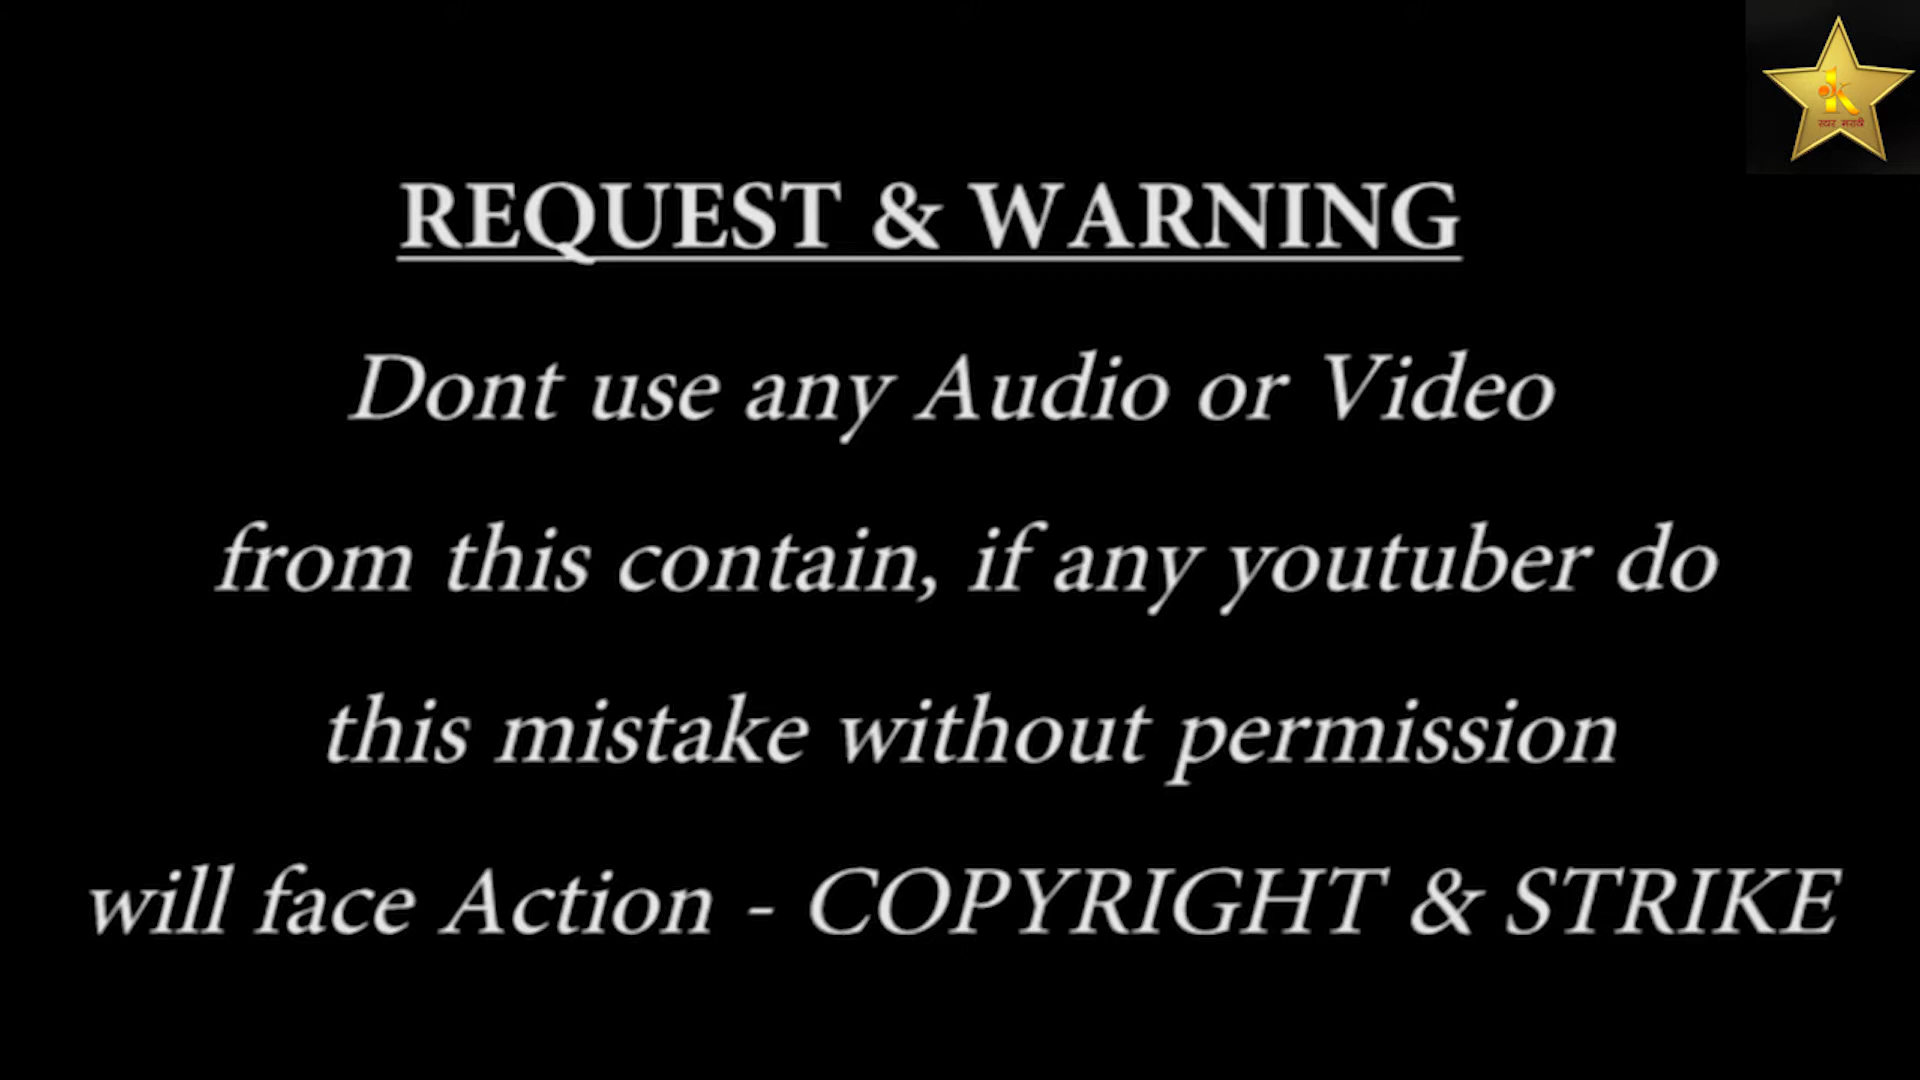 REQUEST & WARNING
Dont use any Audio or Video
from this contain, if any youtuber do
this mistake without permission
will face Action - COPYRIGHT & STRIKE
स्टार मराठी